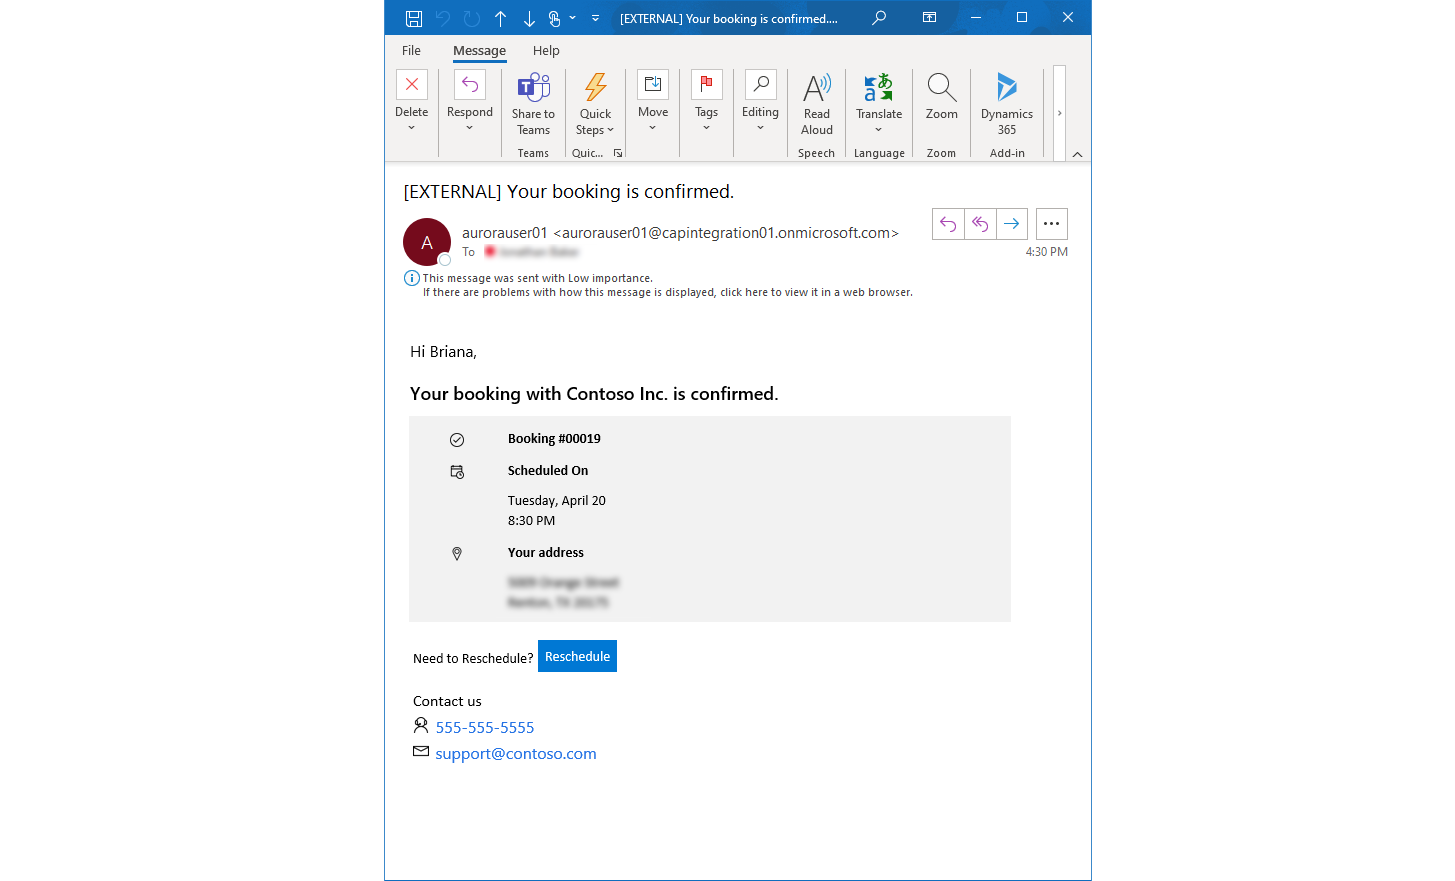 [EXTERNAL] Your booking is confirmed....
File Message Help
Delete
Respond
Share to Teams
Quick Steps
Move
Tags
Editing
Read Aloud
Translate
Zoom
Dynamics 365
Teams
Quic...
Speech
Language
Zoom
Add-in
[EXTERNAL] Your booking is confirmed.
A
aurorauser01 <aurorauser01@capintegration01.onmicrosoft.com>
To
4:30 PM
This message was sent with Low importance.
If there are problems with how this message is displayed, click here to view it in a web browser.
Hi Briana,
Your booking with Contoso Inc. is confirmed.
Booking #00019
Scheduled On
Tuesday, April 20
8:30 PM
Your address
Need to Reschedule? Reschedule
Contact us
555-555-5555
support@contoso.com